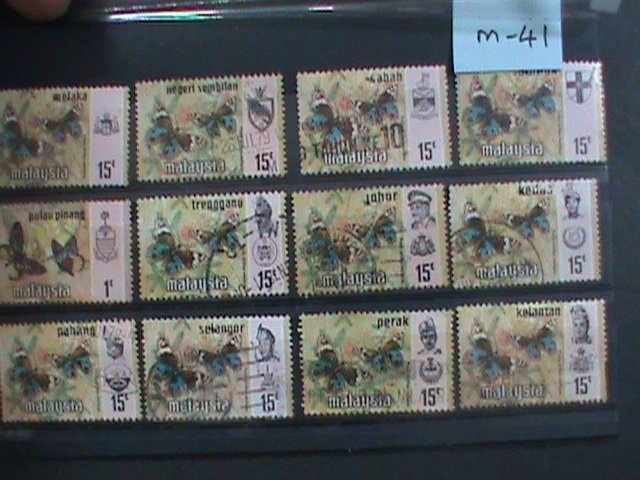 m-41
melaka
15¢
malaysia
negeri sembilan
15¢
malaysia
sabah
10
15¢
malaysia
15¢
malaysia
pulau pinang
1¢
malaysia
trengganu
15¢
malaysia
johor
15¢
malaysia
kedah
15¢
malaysia
pahang
15¢
malaysia
selangor
15¢
malaysia
perak
15¢
malaysia
kelantan
15¢
malaysia